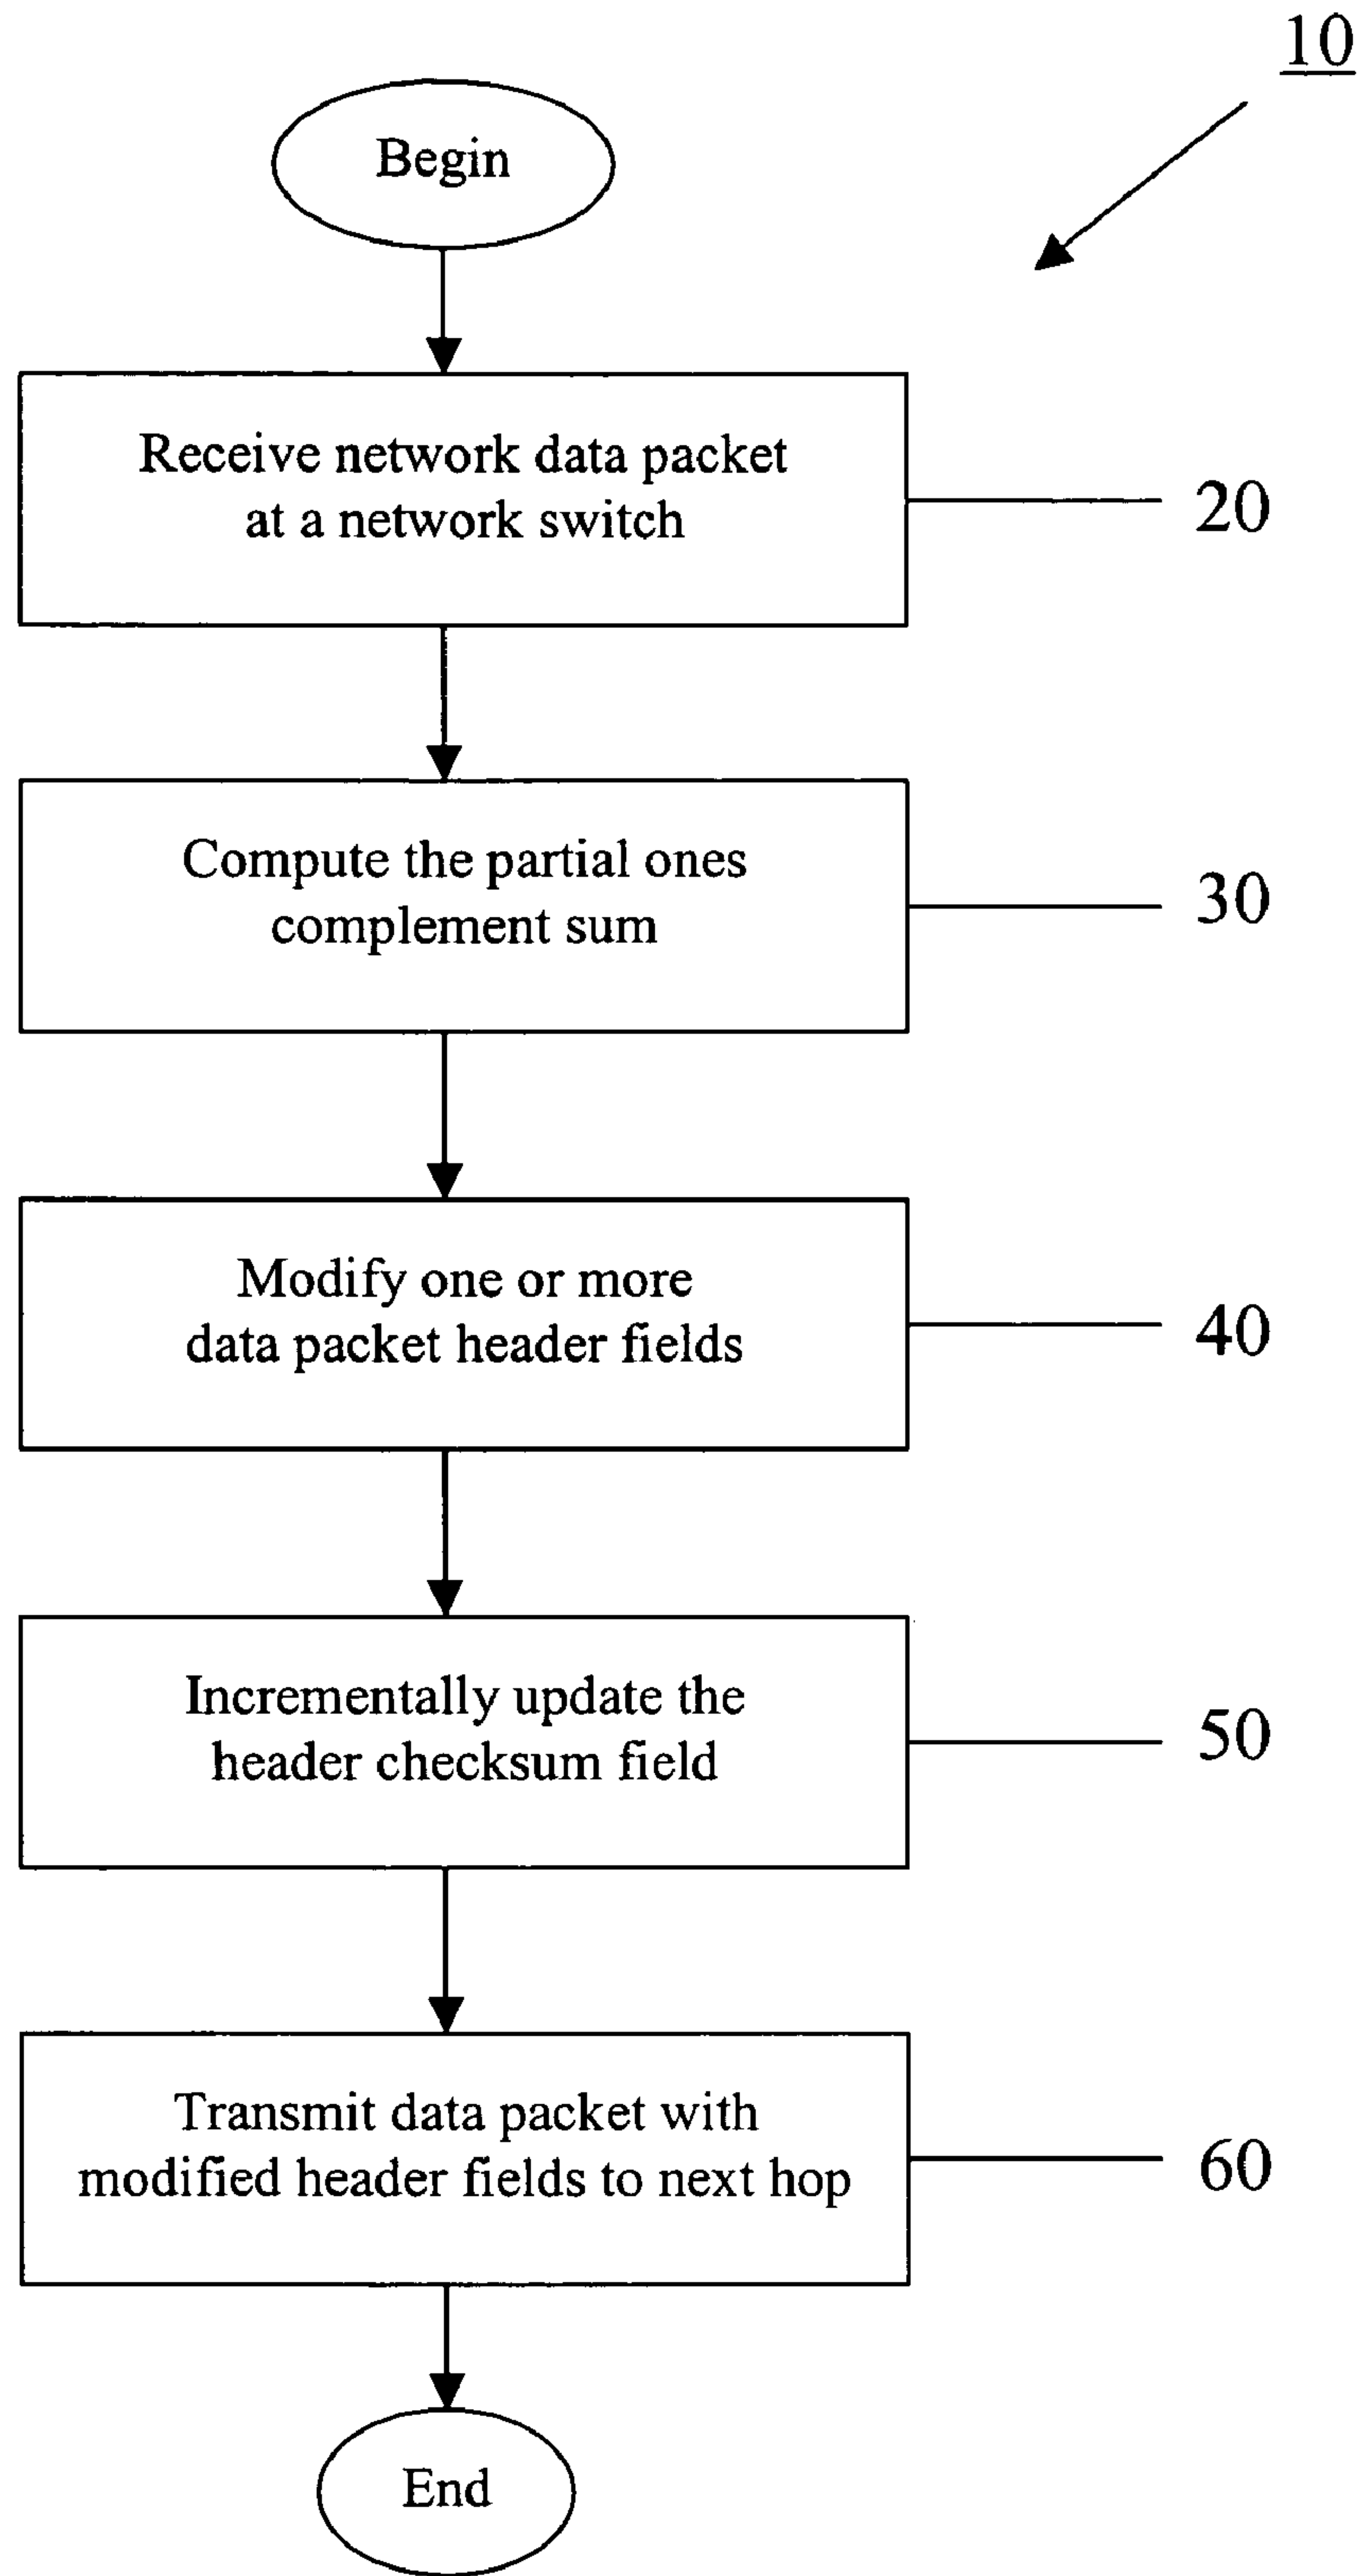 10
Begin
Receive network data packet
at a network switch
20
Compute the partial ones
complement sum
30
Modify one or more
data packet header fields
40
Incrementally update the
header checksum field
50
Transmit data packet with
modified header fields to next hop
60
End